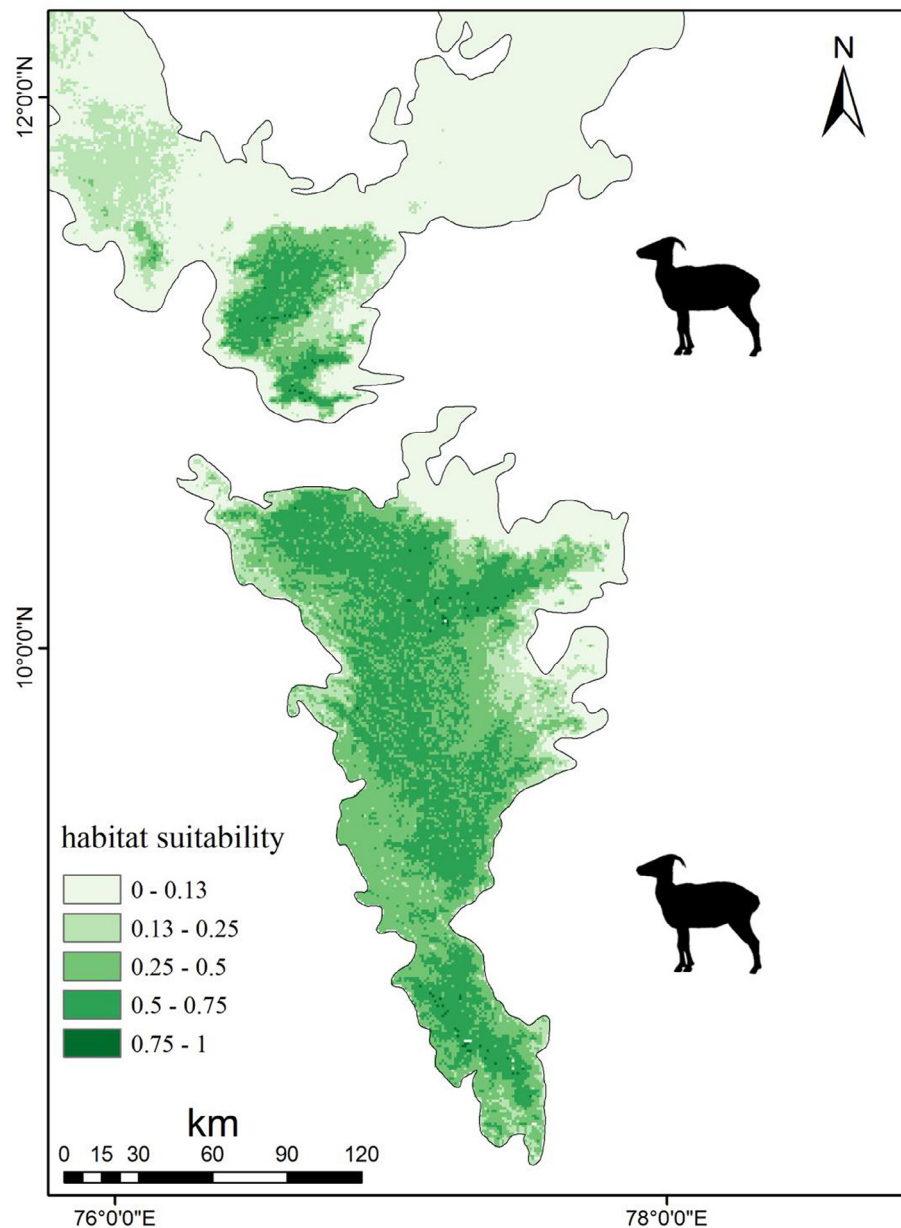 N
12°0'0"N
10°0'0"N
habitat suitability
0 - 0.13
0.13 - 0.25
0.25 - 0.5
0.5 - 0.75
0.75 - 1
km
0 15 30 60 90 120
76°0'0"E 78°0'0"E